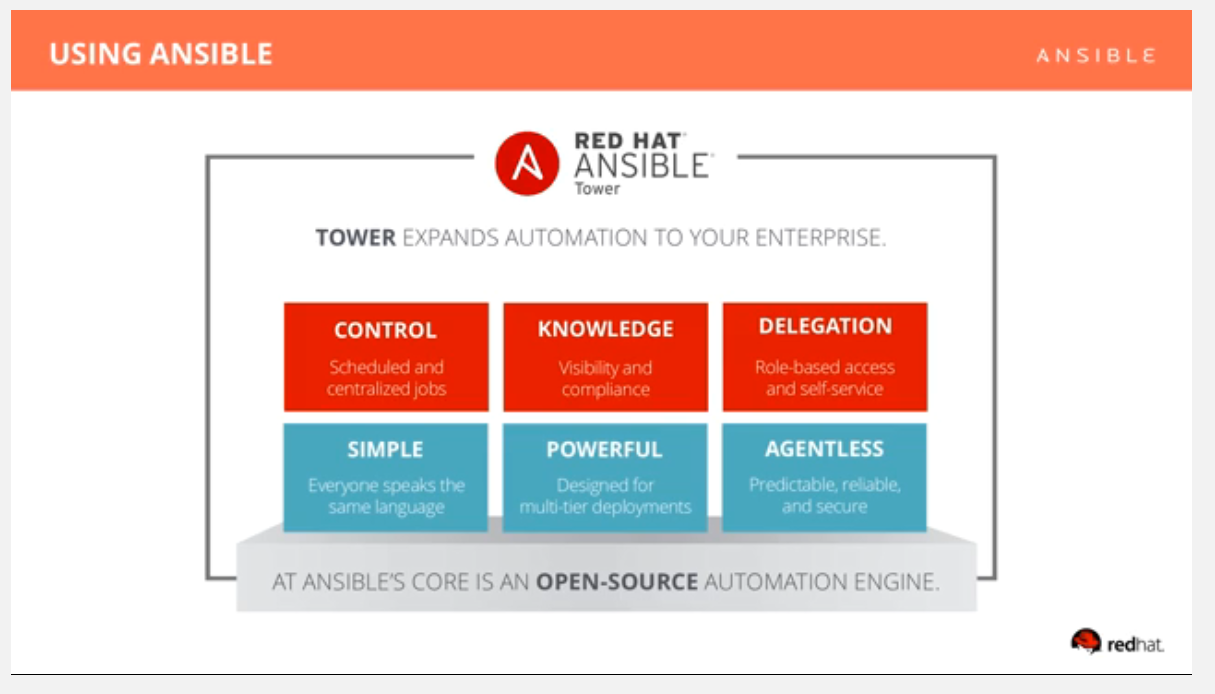 USING ANSIBLE
ANSIBLE
RED HAT
ANSIBLE
Tower
TOWER EXPANDS AUTOMATION TO YOUR ENTERPRISE.
CONTROL
Scheduled and
centralized jobs
KNOWLEDGE
Visibility and
compliance
DELEGATION
Role-based access
and self-service
SIMPLE
Everyone speaks the
same language
POWERFUL
Designed for
multi-tier deployments
AGENTLESS
Predictable, reliable,
and secure
AT ANSIBLE'S CORE IS AN OPEN-SOURCE AUTOMATION ENGINE.
redhat.